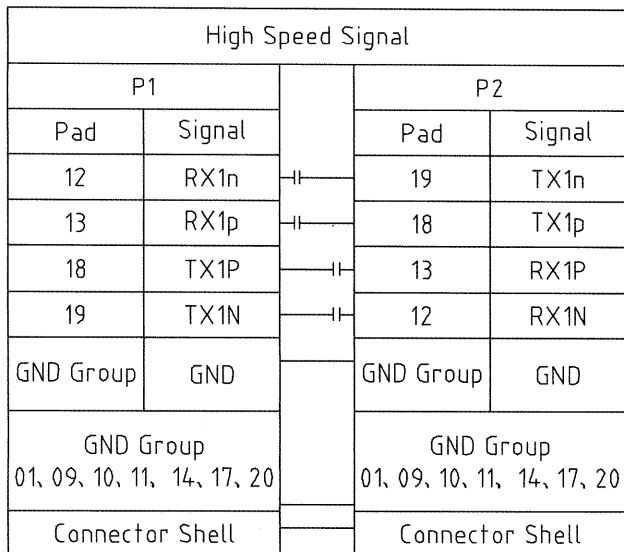 High Speed Signal
P1 P2
Pad Signal Pad Signal
12 RX1n 19 TX1n
13 RX1p 18 TX1p
18 TX1P 13 RX1P
19 TX1N 12 RX1N
GND Group GND GND Group GND
GND Group GND Group
01、09、10、11、 14、17、20 01、09、10、11、 14、17、20
Connector Shell Connector Shell